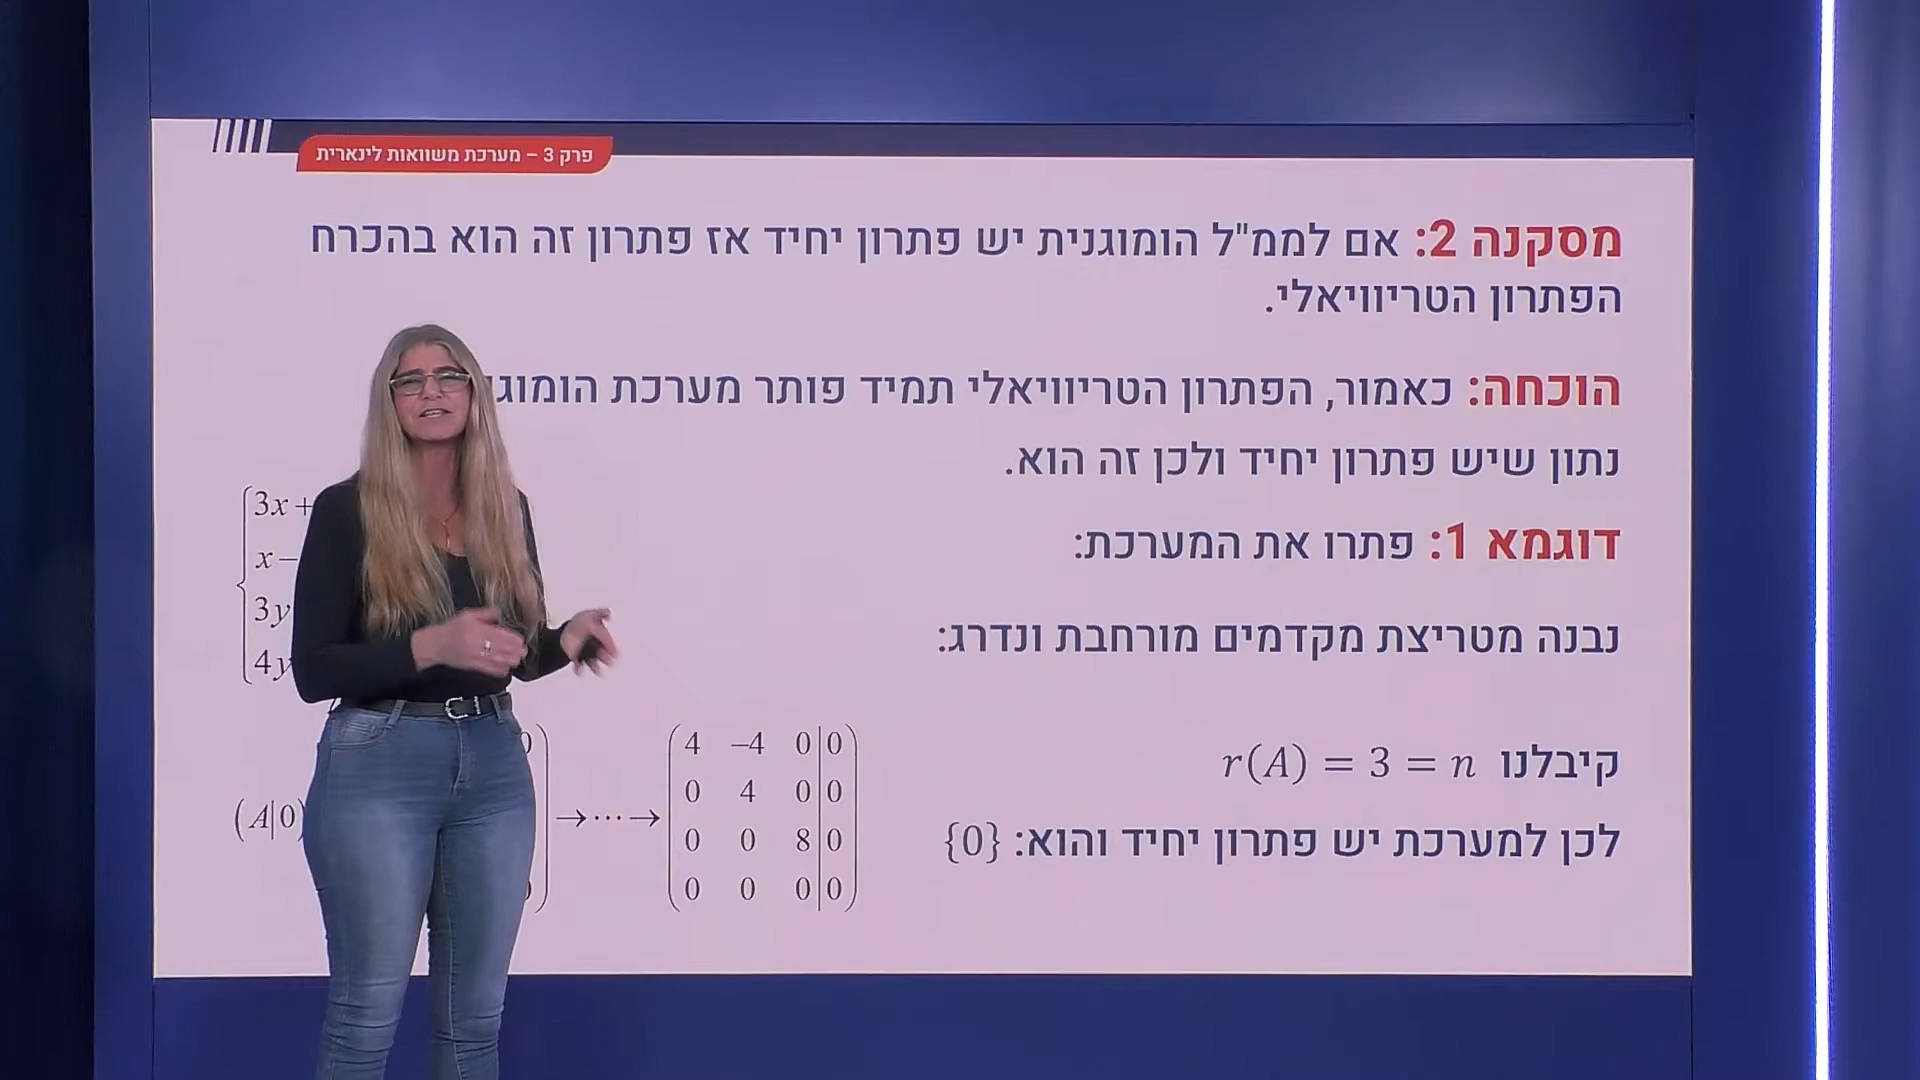 פרק 3 – מערכת משוואות לינארית
מסקנה 2: אם לממ"ל הומוגנית יש פתרון יחיד אז פתרון זה הוא בהכרח
הפתרון הטריוויאלי.
הוכחה: כאמור, הפתרון הטריוויאלי תמיד פותר מערכת
נתון שיש פתרון יחיד ולכן זה הוא.
דוגמא 1: פתרו את המערכת:
3x +
x –
3y
4y
נבנה מטריצת מקדמים מורחבת ונדרג:
קיבלנו r(A) = 3 = n
לכן למערכת יש פתרון יחיד והוא: {0}
(A|0) → ⋯ →
4 –4 0 | 0
0 4 0 | 0
0 0 8 | 0
0 0 0 | 0